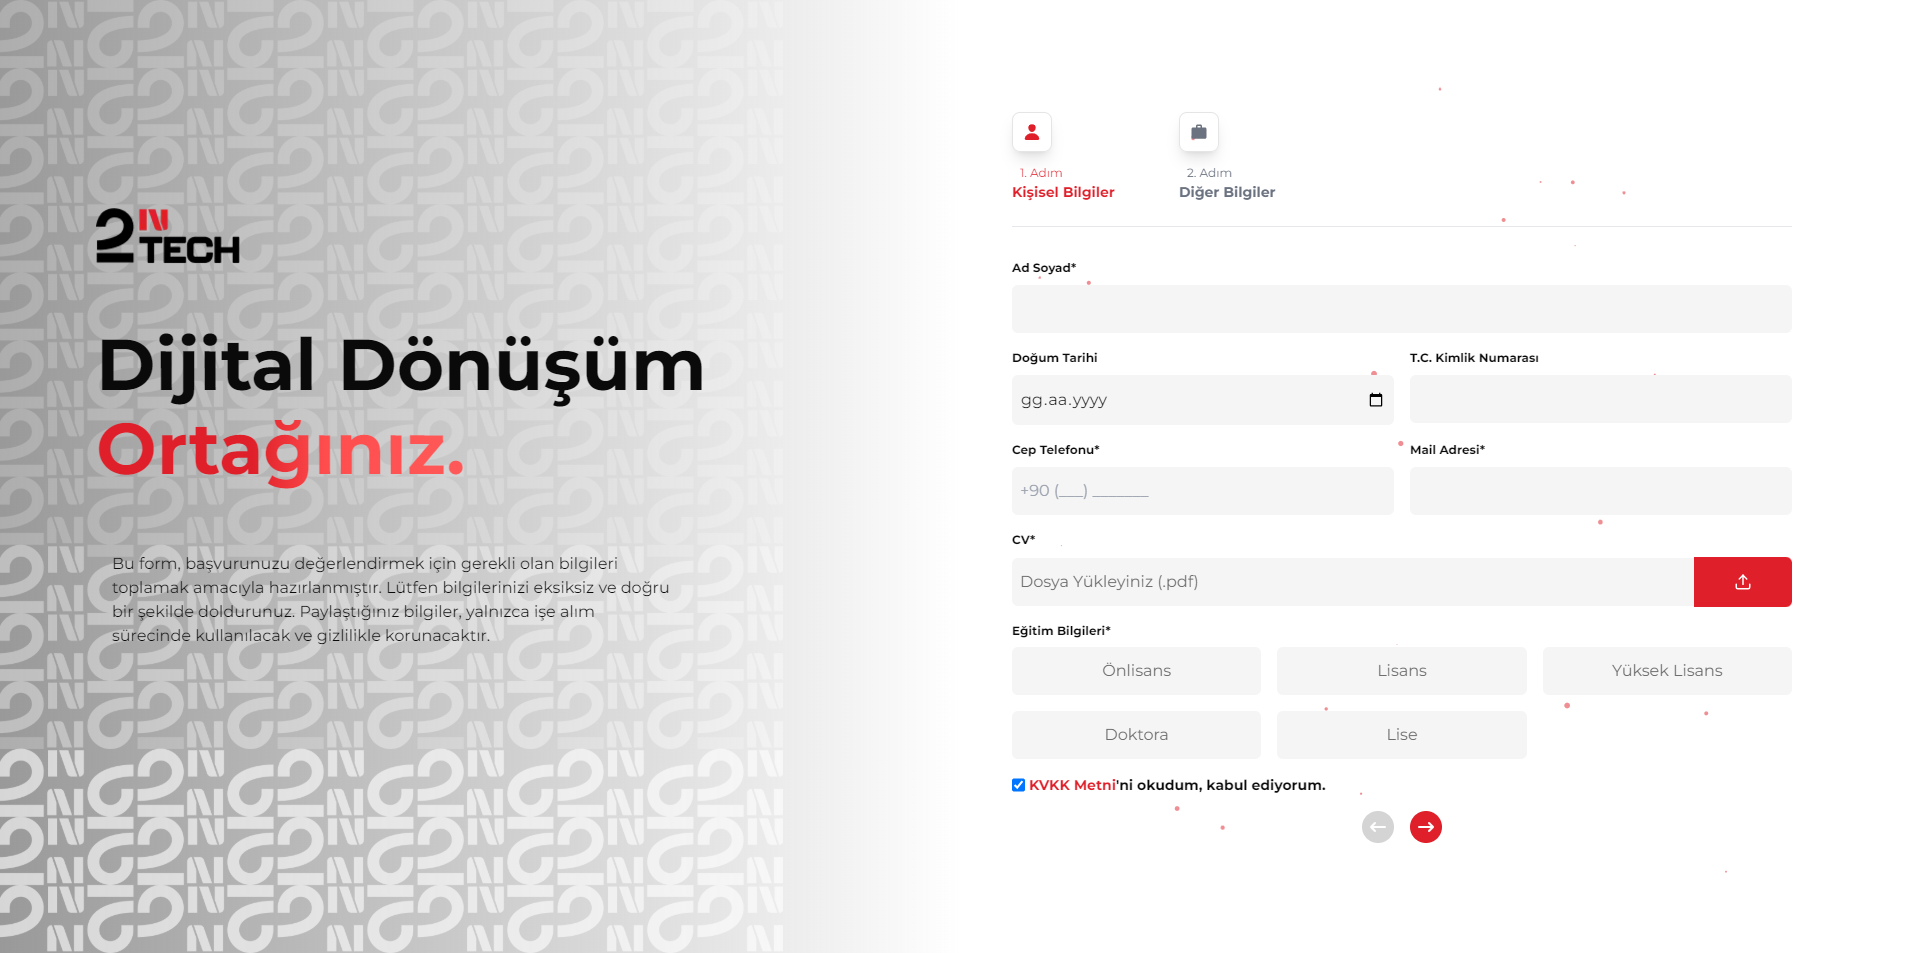 2N TECH
Dijital Dönüşüm
Ortağınız.
Bu form, başvurunuzu değerlendirmek için gerekli olan bilgileri
toplamak amacıyla hazırlanmıştır. Lütfen bilgilerinizi eksiksiz ve doğru
bir şekilde doldurunuz. Paylaştığınız bilgiler, yalnızca işe alım
sürecinde kullanılacak ve gizlilikle korunacaktır.
1. Adım
Kişisel Bilgiler
2. Adım
Diğer Bilgiler
Ad Soyad*
Doğum Tarihi
T.C. Kimlik Numarası
gg.aa.yyyy
Cep Telefonu*
Mail Adresi*
+90 (___) _______
CV*
Dosya Yükleyiniz (.pdf)
Eğitim Bilgileri*
Önlisans
Lisans
Yüksek Lisans
Doktora
Lise
KVKK Metni'ni okudum, kabul ediyorum.